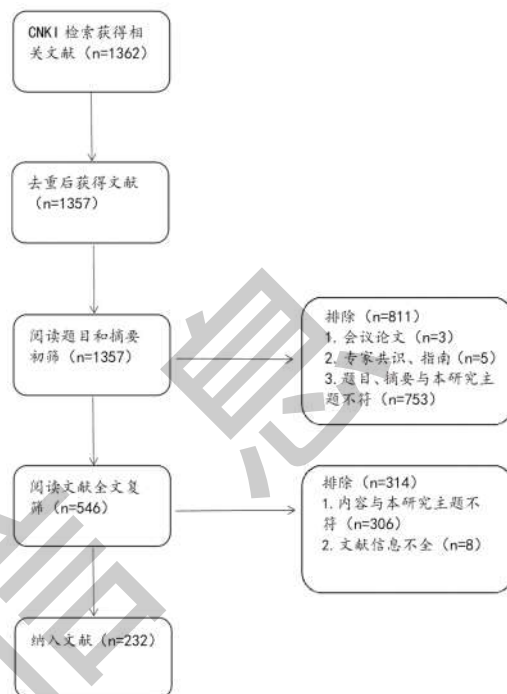 CNKI 检索获得相
关文献 (n=1362)
去重后获得文献
(n=1357)
阅读题目和摘要
初筛 (n=1357)
排除 (n=811)
1. 会议论文 (n=3)
2. 专家共识、指南 (n=5)
3. 题目、摘要与本研究主
题不符 (n=753)
阅读文献全文复
筛 (n=546)
排除 (n=314)
1. 内容与本研究主题不
符 (n=306)
2. 文献信息不全 (n=8)
纳入文献 (n=232)
信息